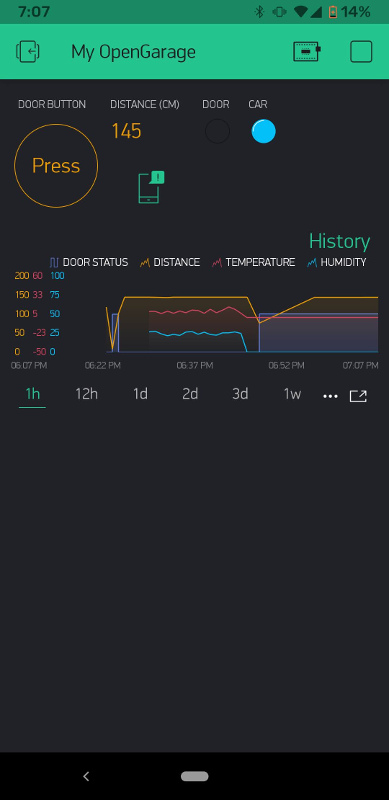 7:07 14%
My OpenGarage
DOOR BUTTON DISTANCE (CM) DOOR CAR
145
Press
History
DOOR STATUS DISTANCE TEMPERATURE HUMIDITY
200 60 100
150 33 75
100 5 50
50 -23 25
0 -50 0
06:07 PM 06:22 PM 06:37 PM 06:52 PM 07:07 PM
1h 12h 1d 2d 3d 1w